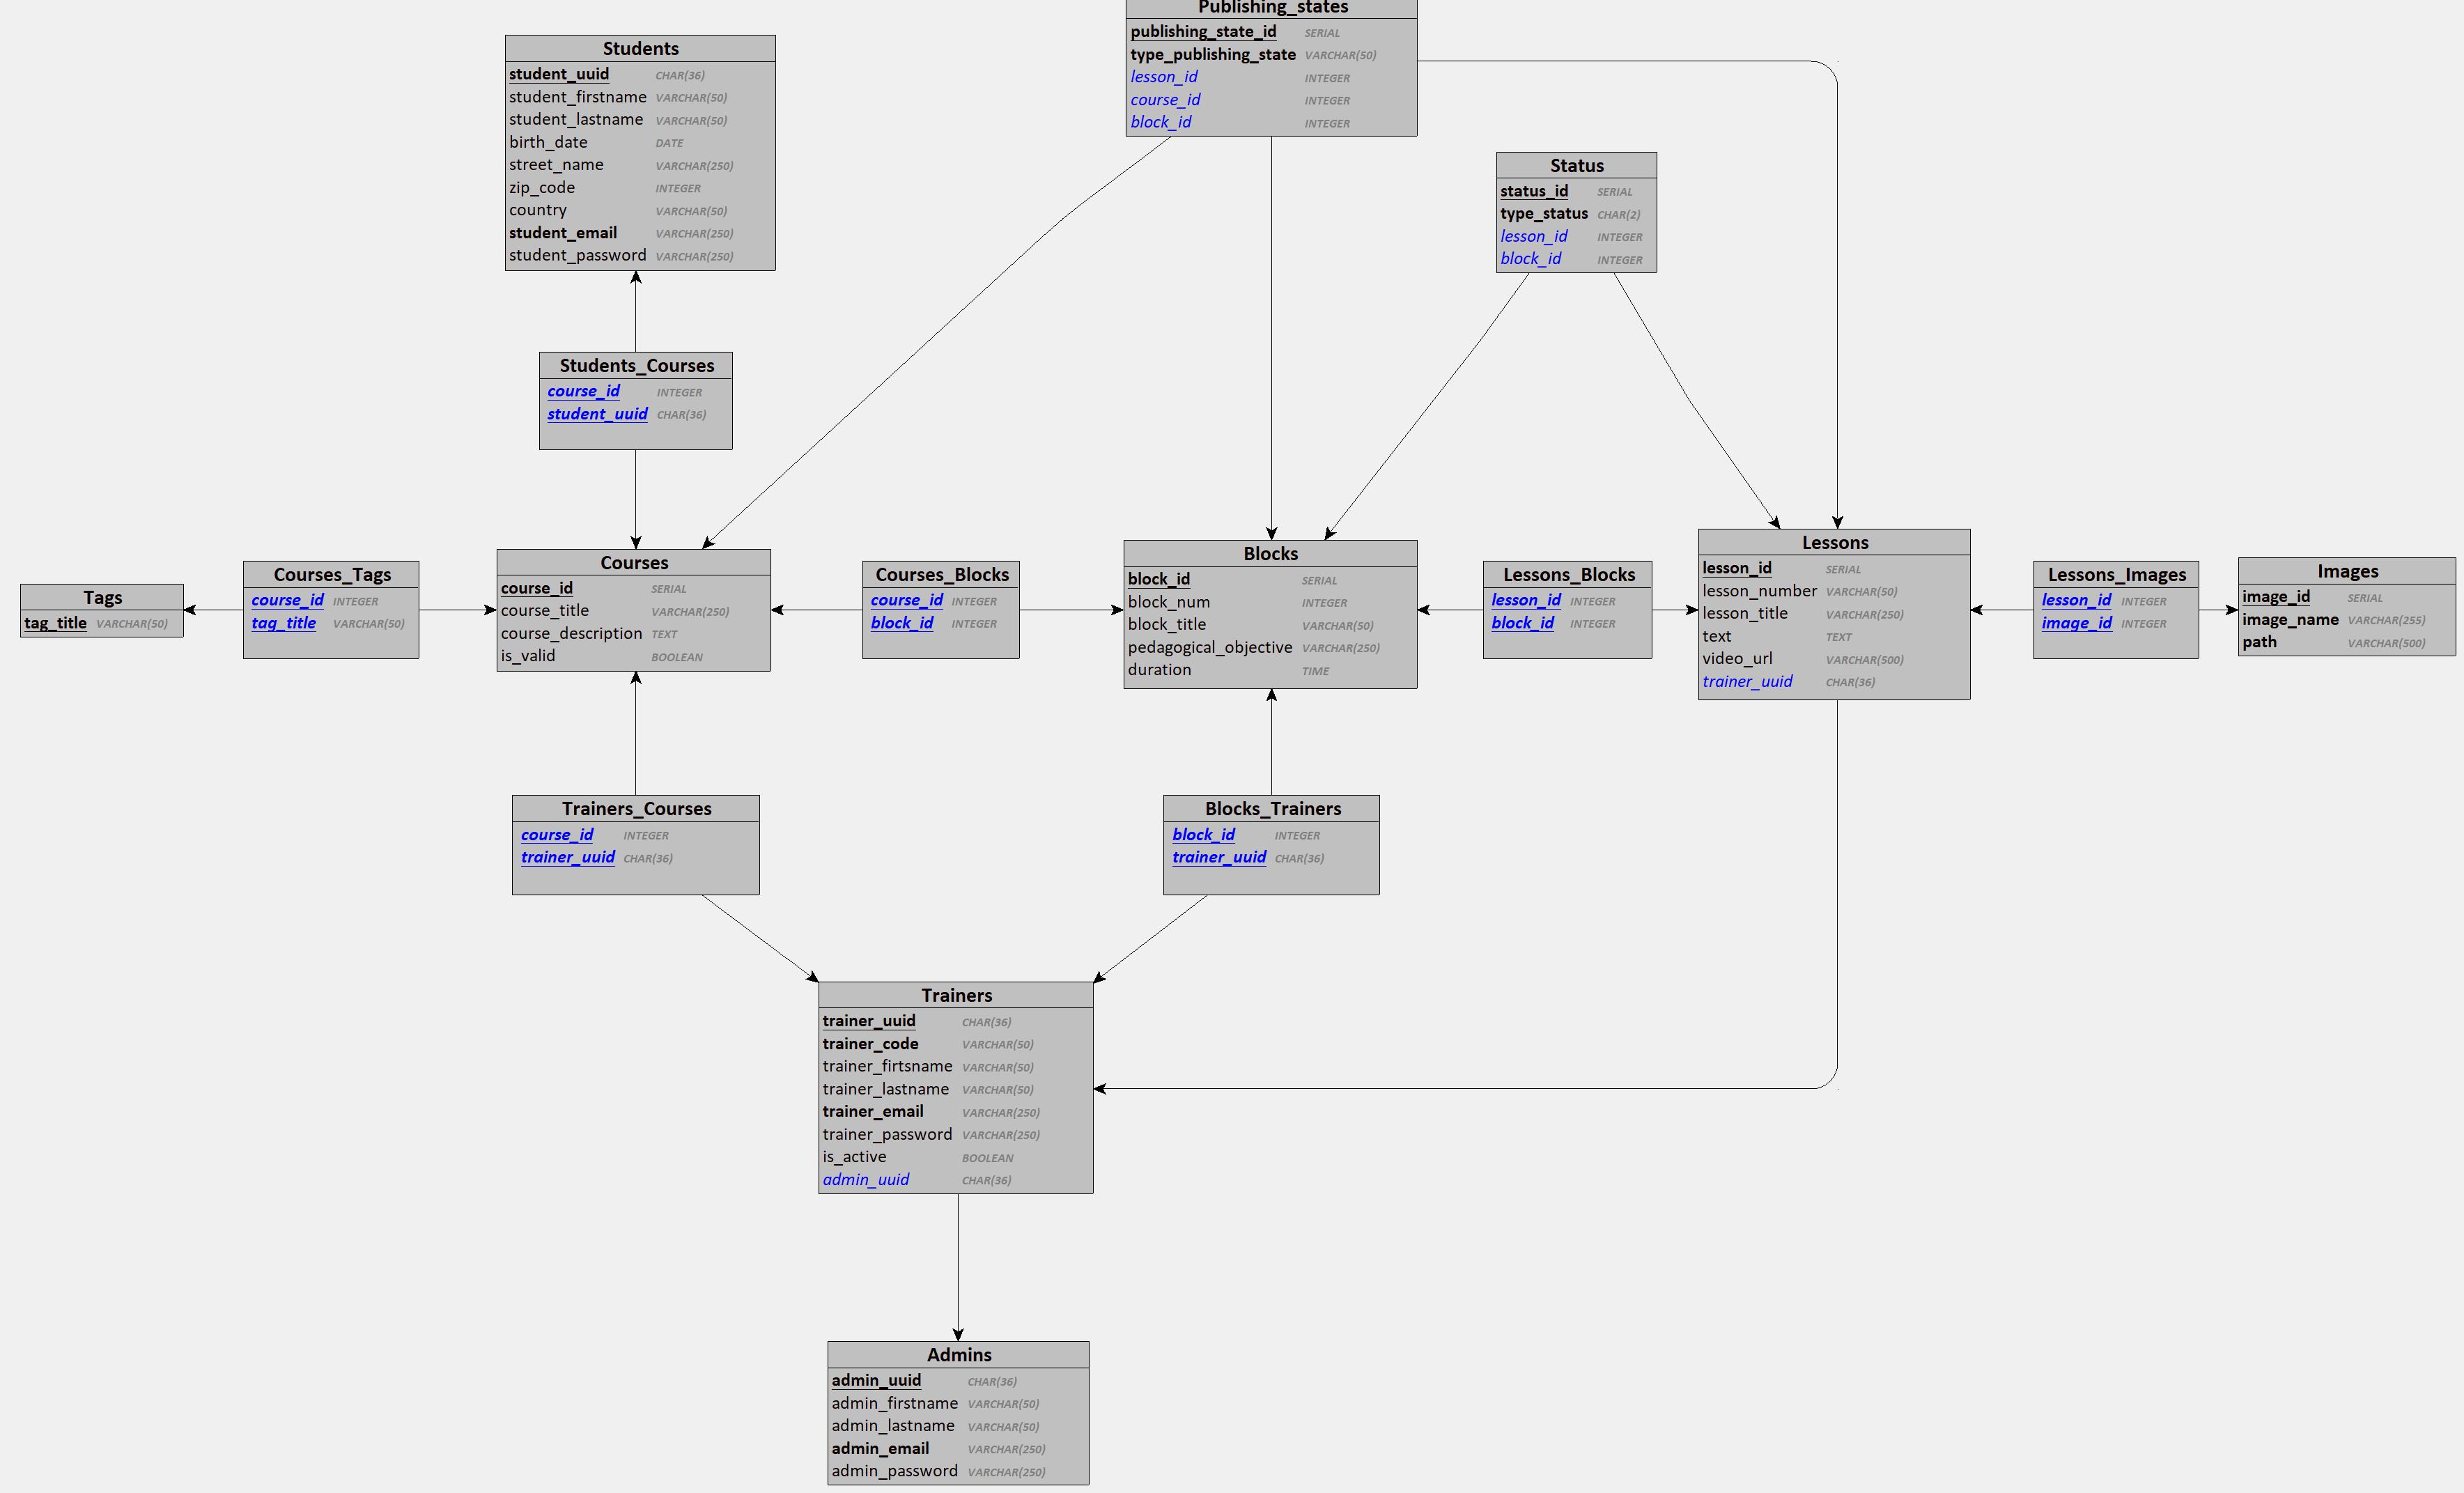 Publishing_states
publishing_state_id SERIAL
type_publishing_state VARCHAR(50)
lesson_id INTEGER
course_id INTEGER
block_id INTEGER
Students
student_uuid CHAR(36)
student_firstname VARCHAR(50)
student_lastname VARCHAR(50)
birth_date DATE
street_name VARCHAR(250)
zip_code INTEGER
country VARCHAR(50)
student_email VARCHAR(250)
student_password VARCHAR(250)
Status
status_id SERIAL
type_status CHAR(2)
lesson_id INTEGER
block_id INTEGER
Students_Courses
course_id INTEGER
student_uuid CHAR(36)
Tags
tag_title VARCHAR(50)
Courses_Tags
course_id INTEGER
tag_title VARCHAR(50)
Courses
course_id SERIAL
course_title VARCHAR(250)
course_description TEXT
is_valid BOOLEAN
Courses_Blocks
course_id INTEGER
block_id INTEGER
Blocks
block_id SERIAL
block_num INTEGER
block_title VARCHAR(50)
pedagogical_objective VARCHAR(250)
duration TIME
Lessons_Blocks
lesson_id INTEGER
block_id INTEGER
Lessons
lesson_id SERIAL
lesson_number VARCHAR(50)
lesson_title VARCHAR(250)
text TEXT
video_url VARCHAR(500)
trainer_uuid CHAR(36)
Lessons_Images
lesson_id INTEGER
image_id INTEGER
Images
image_id SERIAL
image_name VARCHAR(255)
path VARCHAR(500)
Trainers_Courses
course_id INTEGER
trainer_uuid CHAR(36)
Blocks_Trainers
block_id INTEGER
trainer_uuid CHAR(36)
Trainers
trainer_uuid CHAR(36)
trainer_code VARCHAR(50)
trainer_firtsname VARCHAR(50)
trainer_lastname VARCHAR(50)
trainer_email VARCHAR(250)
trainer_password VARCHAR(250)
is_active BOOLEAN
admin_uuid CHAR(36)
Admins
admin_uuid CHAR(36)
admin_firstname VARCHAR(50)
admin_lastname VARCHAR(50)
admin_email VARCHAR(250)
admin_password VARCHAR(250)